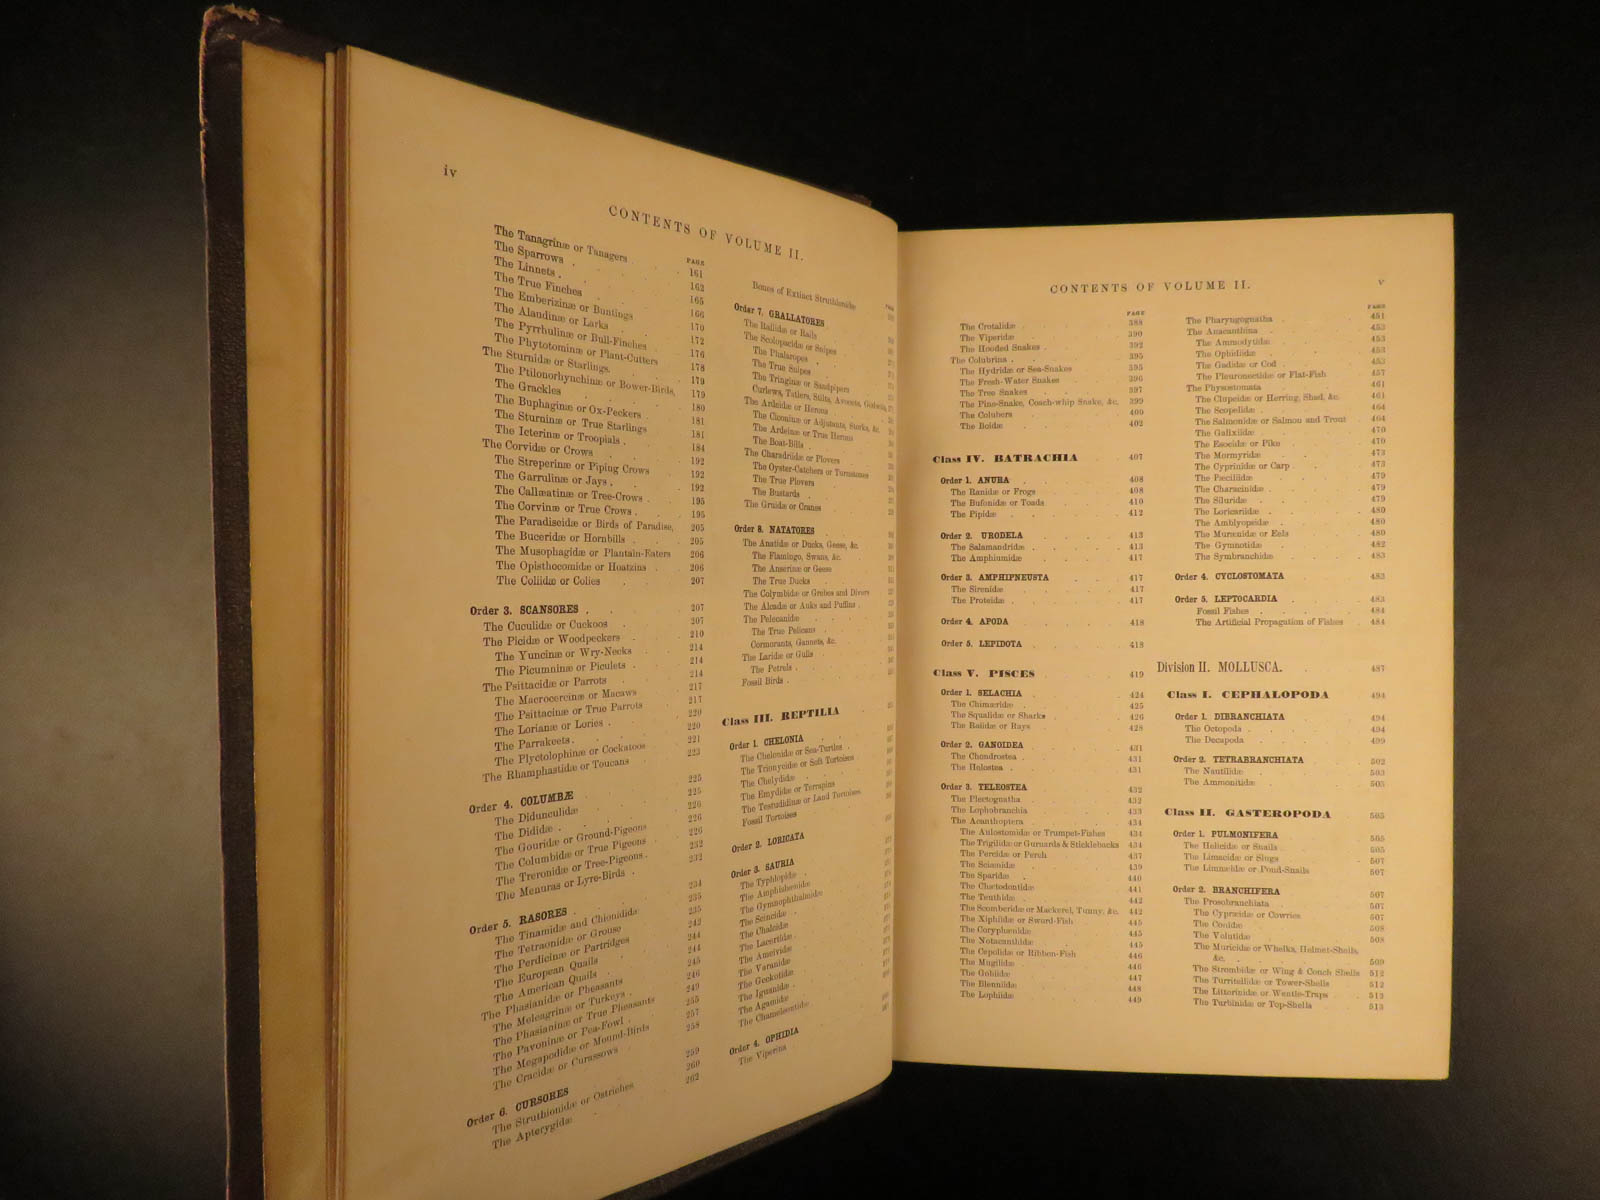 iv
CONTENTS OF VOLUME II.
PAGE
The Tanagrinæ or Tanagers . . . 161
The Sparrows . . . . 162
The Linnets . . . . 165
The True Finches . . . 166
The Emberizinæ or Buntings . . 170
The Alaudinæ or Larks . . . 172
The Pyrrhulinæ or Bull-Finches . . 176
The Phytotominæ or Plant-Cutters . 178
The Sturnidæ or Starlings. . . . 179
The Ptilonorhynchinæ or Bower-Birds, 179
The Grackles . . . . 180
The Buphaginæ or Ox-Peckers . . 181
The Sturninæ or True Starlings . . 181
The Icterinæ or Troopials . . . 184
The Corvidæ or Crows . . . 192
The Streperinæ or Piping Crows . 192
The Garrulinæ or Jays . . . 192
The Callæatinæ or Tree-Crows . . 195
The Corvinæ or True Crows . . . 195
The Paradiseidæ or Birds of Paradise, 205
The Buceridæ or Hornbills . . . 205
The Musophagidæ or Plantain-Eaters 206
The Opisthocomidæ or Hoatzins . . 206
The Coliidæ or Colies . . . 207
Order 3. SCANSORES . . . . 207
The Cuculidæ or Cuckoos . . . 207
The Picidæ or Woodpeckers . . . 210
The Yuncinæ or Wry-Necks . . 214
The Picumninæ or Piculets . . . 214
The Psittacidæ or Parrots . . . 214
The Macrocercinæ or Macaws . . 217
The Psittacinæ or True Parrots . . 217
The Lorianæ or Lories . . . . 220
The Parrakeets . . . . 220
The Plyctolophinæ or Cockatoos . 221
The Rhamphastidæ or Toucans . . 223
Order 4. COLUMBÆ . . . . 225
The Didunculidæ . . . . 225
The Dididæ . . . . 226
The Gouridæ or Ground-Pigeons . 226
The Columbidæ or True Pigeons . . 232
The Treronidæ or Tree-Pigeons . . 232
The Menuras or Lyre-Birds .
Order 5. RASORES . . . . 234
The Tinamidæ and Chionididæ . . 235
The Tetraonidæ or Grouse . . 235
The Perdicinæ or Partridges . . 242
The European Quails . . . 244
The American Quails . . . 244
The Phasianidæ or Pheasants . . 245
The Meleagrinæ or Turkeys . . . 246
The Phasianinæ or True Pheasants . 249
The Pavoninæ or Pea-Fowl . . . 255
The Megapodidæ or Mound-Birds . 257
The Cracidæ or Curassows . . 258
Order 6. CURSORES . . . . 259
The Struthionidæ or Ostriches . . 260
The Apterygidæ . . . . 262
Bones of Extinct Struthionidæ
Order 7. GRALLATORES
The Rallidæ or Rails
The Scolopacidæ or Snipes
The Phalaropes
The True Snipes
The Tringinæ or Sandpipers
Curlews, Tatlers, Stilts, Avocets, Godwits,
The Ardeidæ or Herons
The Ciconinæ or Adjutants, Storks, &c.
The Ardeinæ or True Herons
The Boat-Bills
The Charadriidæ or Plovers
The Oyster-Catchers or Turnstones
The True Plovers
The Bustards
The Gruidæ or Cranes
Order 8. NATATORES
The Anatidæ or Ducks, Geese, &c.
The Flamingo, Swans, &c.
The Anserinæ or Geese
The True Ducks
The Colymbidæ or Grebes and Divers
The Alcadæ or Auks and Puffins
The Pelecanidæ
The True Pelicans
Cormorants, Gannets, &c.
The Laridæ or Gulls
The Petrels
Fossil Birds
Class III. REPTILIA
Order 1. CHELONIA
The Chelonidæ or Sea-Turtles
The Trionycidæ or Soft Tortoises
The Chelydidæ
The Emydidæ or Terrapins
The Testudinidæ or Land Tortoises
Fossil Tortoises
Order 2. LORICATA
Order 3. SAURIA
The Typhlopidæ
The Amphisbenidæ
The Gymnophthalmidæ
The Scincidæ
The Chalcidæ
The Lacertidæ
The Ameividæ
The Varanidæ
The Geckotidæ
The Iguanidæ
The Agamidæ
The Chameleontidæ
Order 4. OPHIDIA
The Viperina
CONTENTS OF VOLUME II. v
PAGE
The Crotalidæ . . . . 388
The Viperidæ . . . . 390
The Hooded Snakes . . . . 392
The Colubrina . . . . 395
The Hydridæ or Sea-Snakes . . 395
The Fresh-Water Snakes . . 396
The Tree Snakes . . . . 397
The Pine-Snake, Coach-whip Snake, &c. 399
The Colubers . . . . 400
The Boidæ . . . . 402
Class IV. BATRACHIA . . 407
Order 1. ANURA . . . . 408
The Ranidæ or Frogs . . . 408
The Bufonidæ or Toads . . . 410
The Pipidæ . . . . 412
Order 2. URODELA . . . 413
The Salamandridæ . . . . 413
The Amphiumidæ . . . 417
Order 3. AMPHIPNEUSTA . . . 417
The Sirenidæ . . . . 417
The Proteidæ . . . . 417
Order 4. APODA . . . . 418
Order 5. LEPIDOTA . . . . 418
Class V. PISCES . . . . 419
Order 1. SELACHIA . . . . 424
The Chimæridæ . . . . 425
The Squalidæ or Sharks . . . 426
The Raiidæ or Rays . . . 428
Order 2. GANOIDEA . . . . 431
The Chondrostea . . . . 431
The Holostea . . . . 431
Order 3. TELEOSTEA . . . . 432
The Plectognatha . . . . 432
The Lophobranchia . . . . 433
The Acanthoptera . . . . 434
The Aulostomidæ or Trumpet-Fishes . 434
The Trigilidæ or Gurnards & Sticklebacks 434
The Percidæ or Perch . . . 437
The Sciænidæ . . . . 439
The Sparidæ . . . . 440
The Chætodontidæ . . . . 441
The Teuthidæ . . . . 442
The Scomberidæ or Mackerel, Tunny, &c. 442
The Xiphiidæ or Sword-Fish . . 445
The Coryphænidæ . . . . 445
The Notacanthidæ . . . . 445
The Cepolidæ or Ribbon-Fish . . 446
The Mugilidæ . . . . 446
The Gobiidæ . . . . 447
The Blenniidæ . . . . 448
The Lophiidæ . . . . 449
PAGE
The Pharyngognatha . . . . 451
The Anacanthina . . . . 453
The Ammodytidæ . . . . 453
The Ophidiidæ . . . . 453
The Gadidæ or Cod . . . . 453
The Pleuronectidæ or Flat-Fish . . 457
The Physostomata . . . . 461
The Clupeidæ or Herring, Shad, &c. . 461
The Scopelidæ . . . . 464
The Salmonidæ or Salmon and Trout . 464
The Galixiidæ . . . . 470
The Esocidæ or Pike . . . 470
The Mormyridæ . . . . 473
The Cyprinidæ or Carp . . . 473
The Pæciliidæ . . . . 479
The Characinidæ . . . . 479
The Siluridæ . . . . 479
The Loricariidæ . . . . 480
The Amblyopsidæ . . . . 480
The Murænidæ or Eels . . . 480
The Gymnotidæ . . . . 482
The Symbranchidæ . . . . 483
Order 4. CYCLOSTOMATA . . . 483
Order 5. LEPTOCARDIA . . . 483
Fossil Fishes . . . . 484
The Artificial Propagation of Fishes . 484
Division II. MOLLUSCA. . . 487
Class I. CEPHALOPODA . 494
Order 1. DIBRANCHIATA . . . 494
The Octopoda . . . . 494
The Decapoda . . . . 499
Order 2. TETRABRANCHIATA . . 502
The Nautilidæ . . . . 503
The Ammonitidæ . . . . 503
Class II. GASTEROPODA . 505
Order 1. PULMONIFERA . . . 505
The Helicidæ or Snails . . . . 505
The Limacidæ or Slugs . . . 507
The Limnæidæ or Pond-Snails . . 507
Order 2. BRANCHIFERA . . . 507
The Prosobranchiata . . . . 507
The Cypræidæ or Cowries . . . 507
The Conidæ . . . . 508
The Volutidæ . . . . 508
The Muricidæ or Whelks, Helmet-Shells,
&c. . . . . 509
The Strombidæ or Wing & Conch Shells 512
The Turritellidæ or Tower-Shells . 512
The Littorinidæ or Wentle-Traps . . 513
The Turbinidæ or Top-Shells . . 513